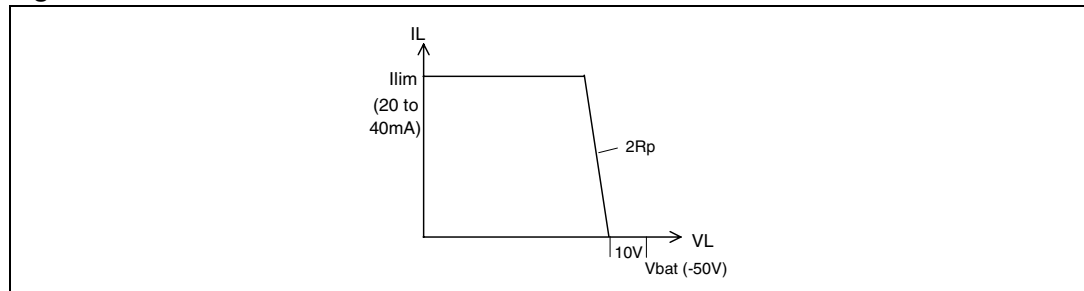 IL
Ilim
(20 to
40mA)
2Rp
VL
10V
Vbat (-50V)